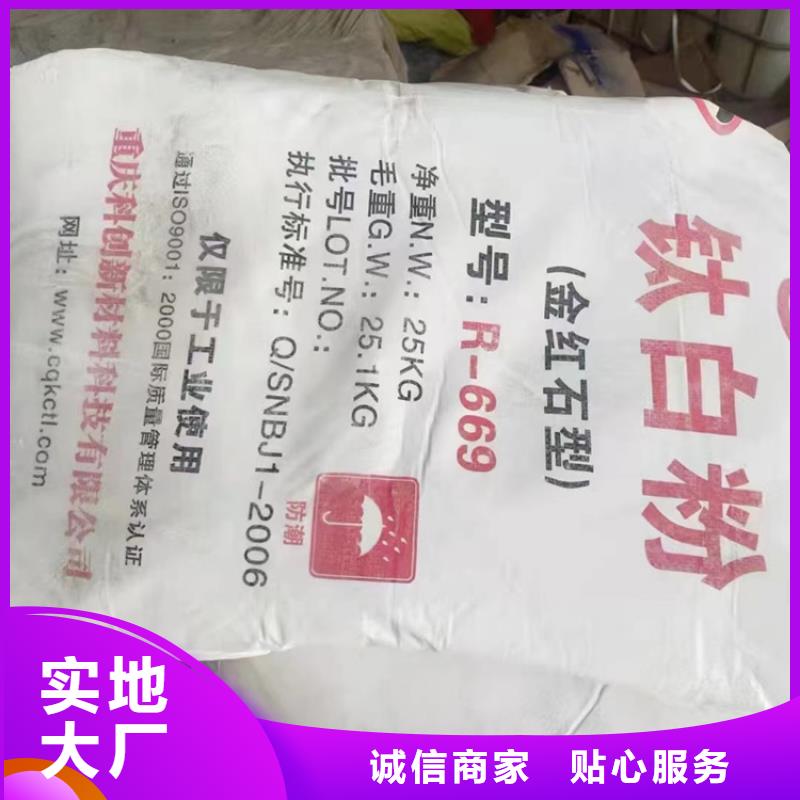 钛白粉
(金红石型)
型号：R-669
净重N.W.：25KG
毛重G.W.：25.1KG
批号LOT.NO.：
执行标准号：Q/SNBJ1-2006
防潮
仅限于工业使用
通过ISO9001：2000国际质量管理体系认证
重庆科创新材料科技有限公司
网址：www.cqkctl.com
实地
大厂
诚信商家 贴心服务